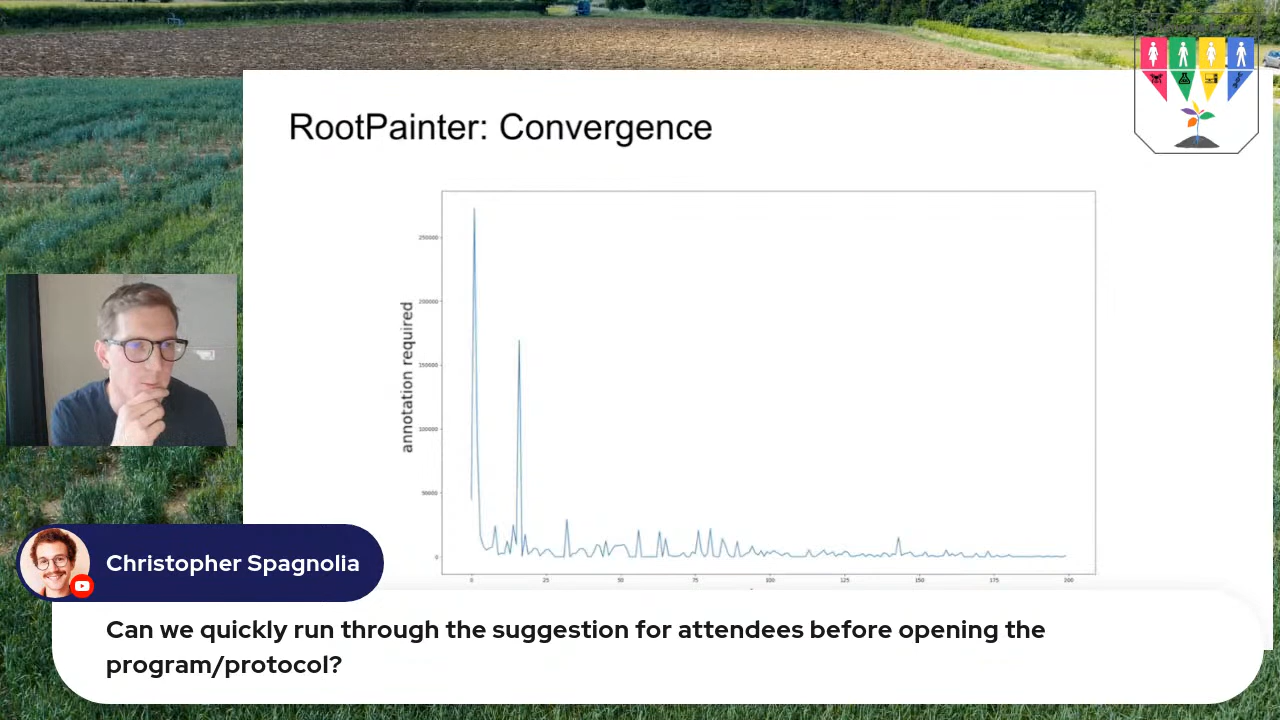 RootPainter: Convergence
annotation required
250000
200000
150000
100000
50000
0
0 25 50 75 100 125 150 175 200
Christopher Spagnolia
Can we quickly run through the suggestion for attendees before opening the
program/protocol?